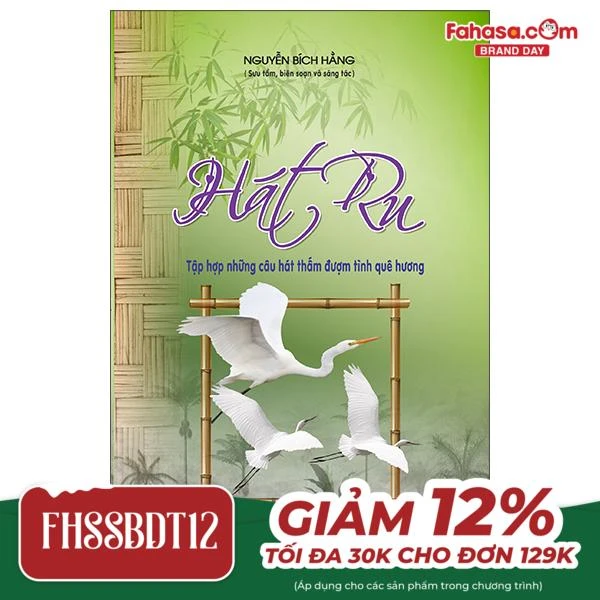 Fahasa.com
BRAND DAY
NGUYỄN BÍCH HẰNG
(Sưu tầm, biên soạn và sáng tác)
Hát Ru
Tập hợp những câu hát thấm đượm tình quê hương
FHSSBDT12
GIẢM 12%
TỐI ĐA 30K CHO ĐƠN 129K
(Áp dụng cho các sản phẩm trong chương trình)